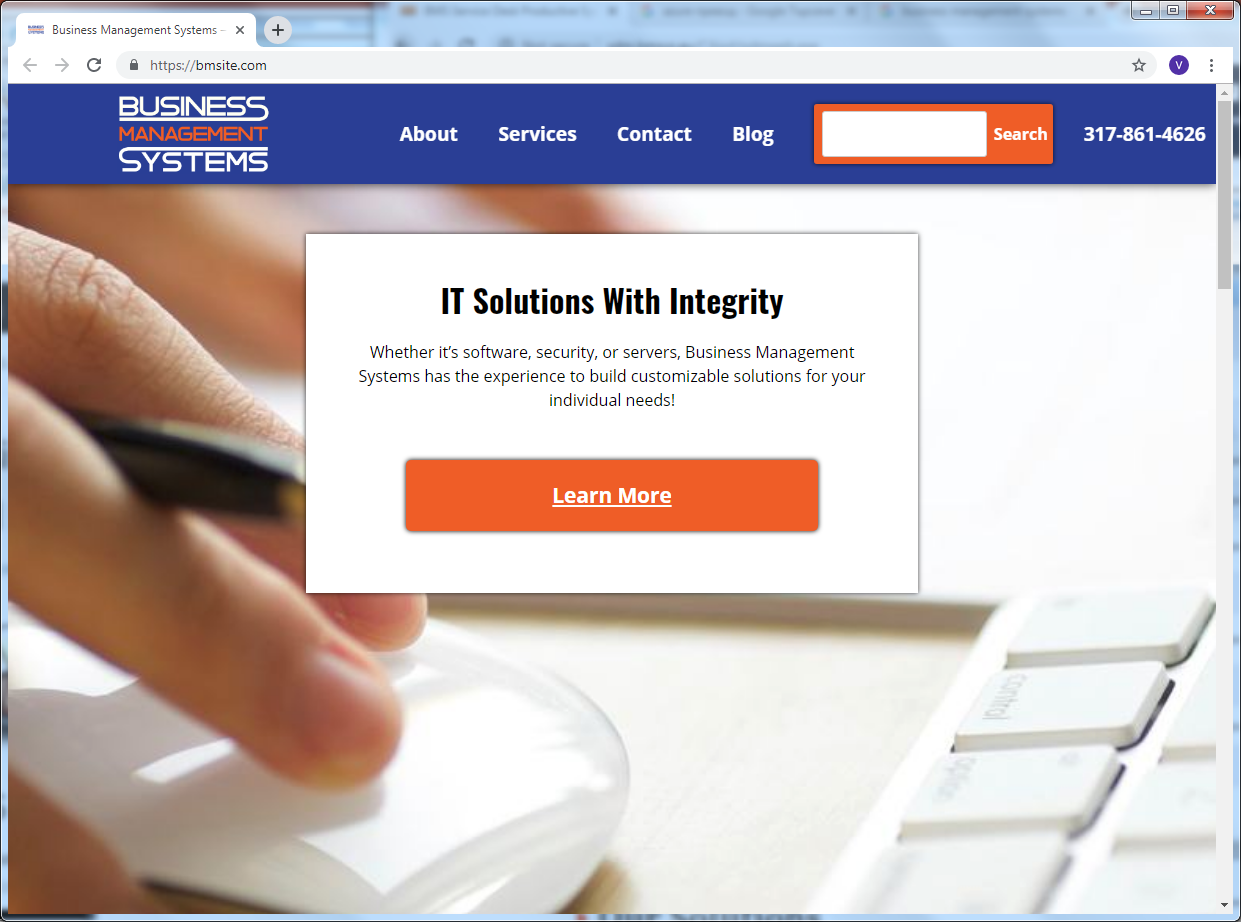 Business Management Systems –
https://bmsite.com
V
BUSINESS
MANAGEMENT
SYSTEMS
About
Services
Contact
Blog
Search
317-861-4626
IT Solutions With Integrity
Whether it’s software, security, or servers, Business Management
Systems has the experience to build customizable solutions for your
individual needs!
Learn More
control
option